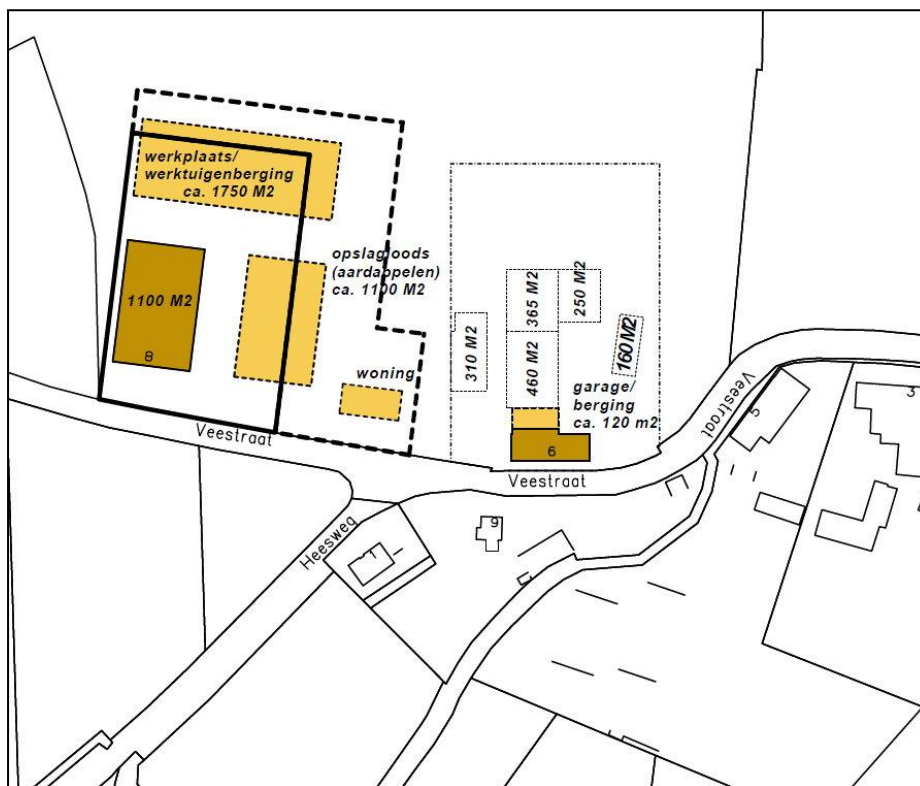 werkplaats/
werktuigenberging
ca. 1750 M2
opslagloods
(aardappelen)
ca. 1100 M2
1100 M2
8
woning
Veestraat
310 M2
365 M2
250 M2
460 M2
160 M2
garage/
berging
ca. 120 m2
6
Veestraat
Veestraat
5
3
Heesweg
1
9